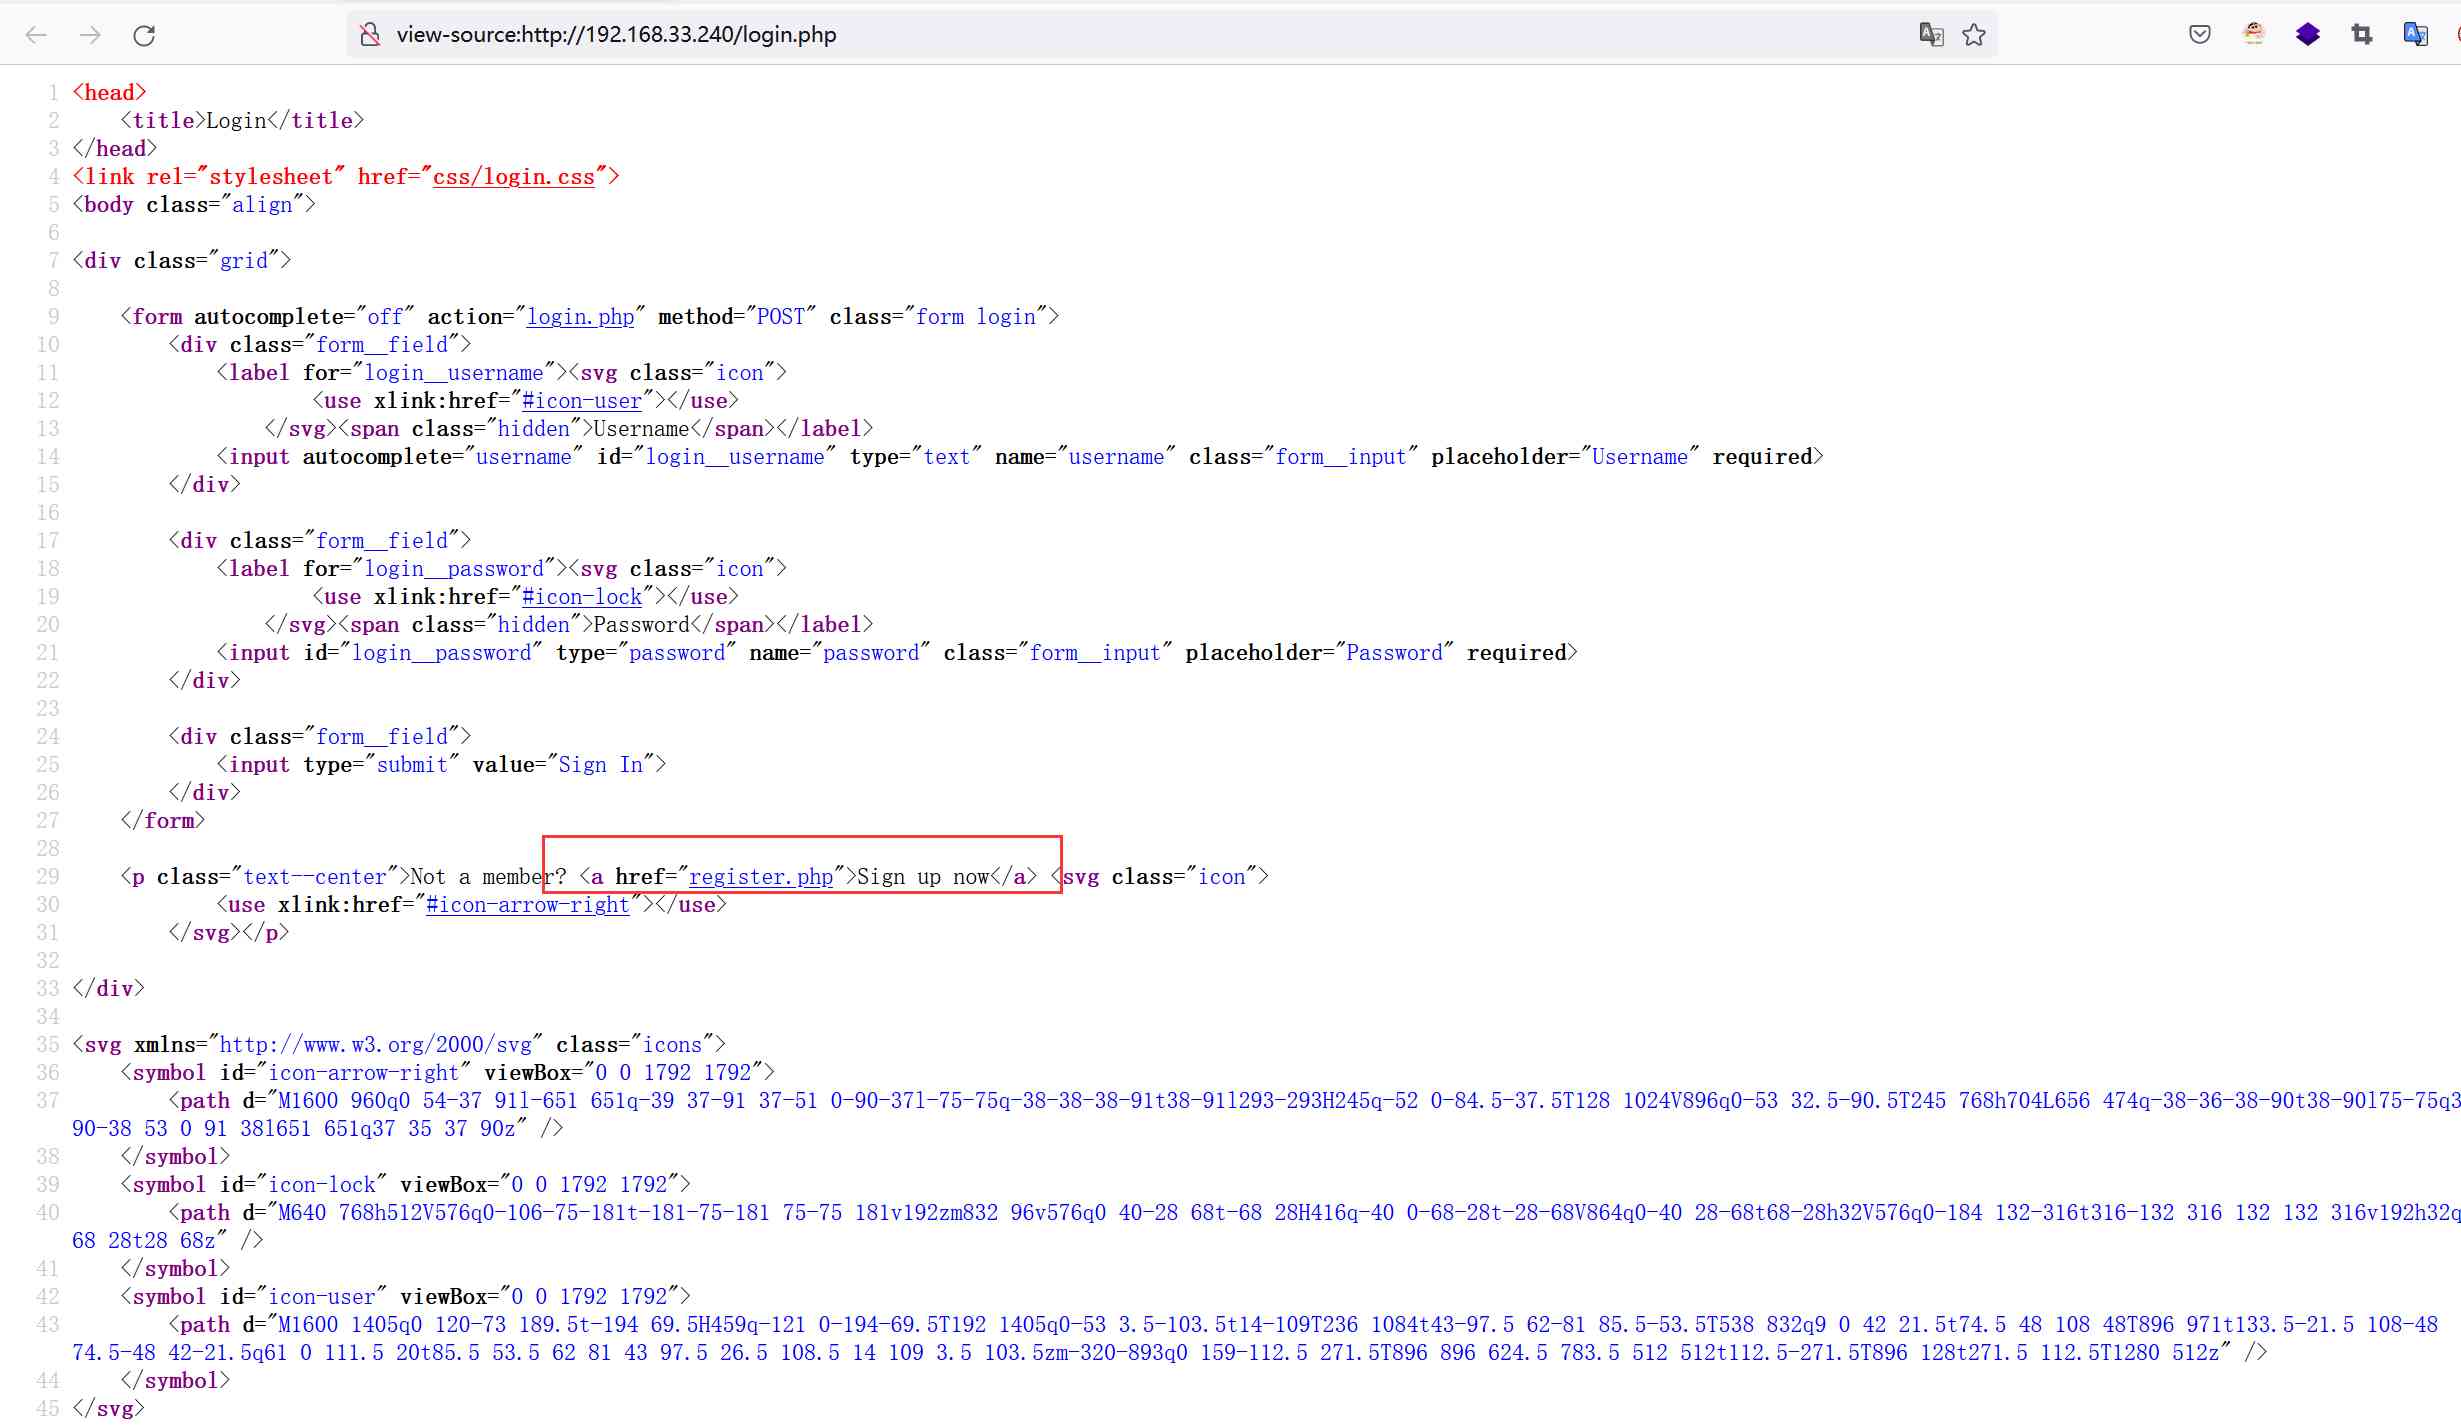 view-source:http://192.168.33.240/login.php
1 <head>
2     <title>Login</title>
3 </head>
4 <link rel="stylesheet" href="css/login.css">
5 <body class="align">
6
7 <div class="grid">
8
9     <form autocomplete="off" action="login.php" method="POST" class="form login">
10         <div class="form__field">
11             <label for="login__username"><svg class="icon">
12                     <use xlink:href="#icon-user"></use>
13                 </svg><span class="hidden">Username</span></label>
14             <input autocomplete="username" id="login__username" type="text" name="username" class="form__input" placeholder="Username" required>
15         </div>
16
17         <div class="form__field">
18             <label for="login__password"><svg class="icon">
19                     <use xlink:href="#icon-lock"></use>
20                 </svg><span class="hidden">Password</span></label>
21             <input id="login__password" type="password" name="password" class="form__input" placeholder="Password" required>
22         </div>
23
24         <div class="form__field">
25             <input type="submit" value="Sign In">
26         </div>
27     </form>
28
29     <p class="text--center">Not a member? <a href="register.php">Sign up now</a> <svg class="icon">
30             <use xlink:href="#icon-arrow-right"></use>
31         </svg></p>
32
33 </div>
34
35 <svg xmlns="http://www.w3.org/2000/svg" class="icons">
36     <symbol id="icon-arrow-right" viewBox="0 0 1792 1792">
37         <path d="M1600 960q0 54-37 91l-651 651q-39 37-91 37-51 0-90-37l-75-75q-38-38-38-91t38-91l293-293H245q-52 0-84.5-37.5T128 1024V896q0-53 32.5-90.5T245 768h704L656 474q-38-36-38-90t38-90l75-75q3
90-38 53 0 91 38l651 651q37 35 37 90z" />
38     </symbol>
39     <symbol id="icon-lock" viewBox="0 0 1792 1792">
40         <path d="M640 768h512V576q0-106-75-181t-181-75-181 75-75 181v192zm832 96v576q0 40-28 68t-68 28H416q-40 0-68-28t-28-68V864q0-40 28-68t68-28h32V576q0-184 132-316t316-132 316 132 132 316v192h32q
68 28t28 68z" />
41     </symbol>
42     <symbol id="icon-user" viewBox="0 0 1792 1792">
43         <path d="M1600 1405q0 120-73 189.5t-194 69.5H459q-121 0-194-69.5T192 1405q0-53 3.5-103.5t14-109T236 1084t43-97.5 62-81 85.5-53.5T538 832q9 0 42 21.5t74.5 48 108 48T896 971t133.5-21.5 108-48
74.5-48 42-21.5q61 0 111.5 20t85.5 53.5 62 81 43 97.5 26.5 108.5 14 109 3.5 103.5zm-320-893q0 159-112.5 271.5T896 896 624.5 783.5 512 512t112.5-271.5T896 128t271.5 112.5T1280 512z" />
44     </symbol>
45 </svg>